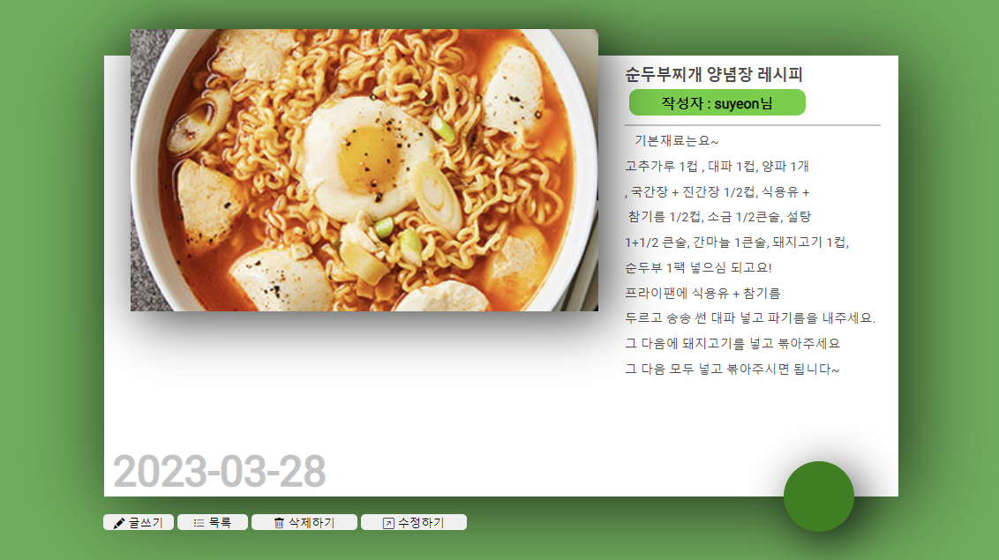 순두부찌개 양념장 레시피
작성자 : suyeon님
기본재료는요~
고추가루 1컵 , 대파 1컵, 양파 1개
, 국간장 + 진간장 1/2컵, 식용유 +
참기름 1/2컵, 소금 1/2큰술, 설탕
1+1/2 큰술, 간마늘 1큰술, 돼지고기 1컵,
순두부 1팩 넣으심 되고요!
프라이팬에 식용유 + 참기름
두르고 송송 썬 대파 넣고 파기름을 내주세요.
그 다음에 돼지고기를 넣고 볶아주세요
그 다음 모두 넣고 볶아주시면 됩니다~
2023-03-28
글쓰기 목록 삭제하기 수정하기